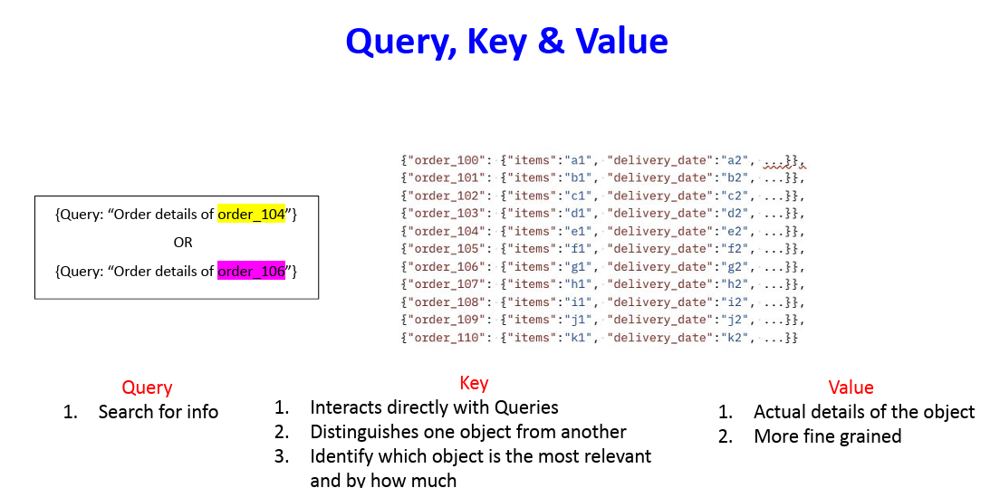 Query, Key & Value
{"order_100": {"items":"a1", "delivery_date":"a2", ...}},
{"order_101": {"items":"b1", "delivery_date":"b2", ...}},
{"order_102": {"items":"c1", "delivery_date":"c2", ...}},
{"order_103": {"items":"d1", "delivery_date":"d2", ...}},
{"order_104": {"items":"e1", "delivery_date":"e2", ...}},
{"order_105": {"items":"f1", "delivery_date":"f2", ...}},
{"order_106": {"items":"g1", "delivery_date":"g2", ...}},
{"order_107": {"items":"h1", "delivery_date":"h2", ...}},
{"order_108": {"items":"i1", "delivery_date":"i2", ...}},
{"order_109": {"items":"j1", "delivery_date":"j2", ...}},
{"order_110": {"items":"k1", "delivery_date":"k2", ...}}
{Query: “Order details of order_104”}
OR
{Query: “Order details of order_106”}
Query
1. Search for info
Key
1. Interacts directly with Queries
2. Distinguishes one object from another
3. Identify which object is the most relevant
and by how much
Value
1. Actual details of the object
2. More fine grained